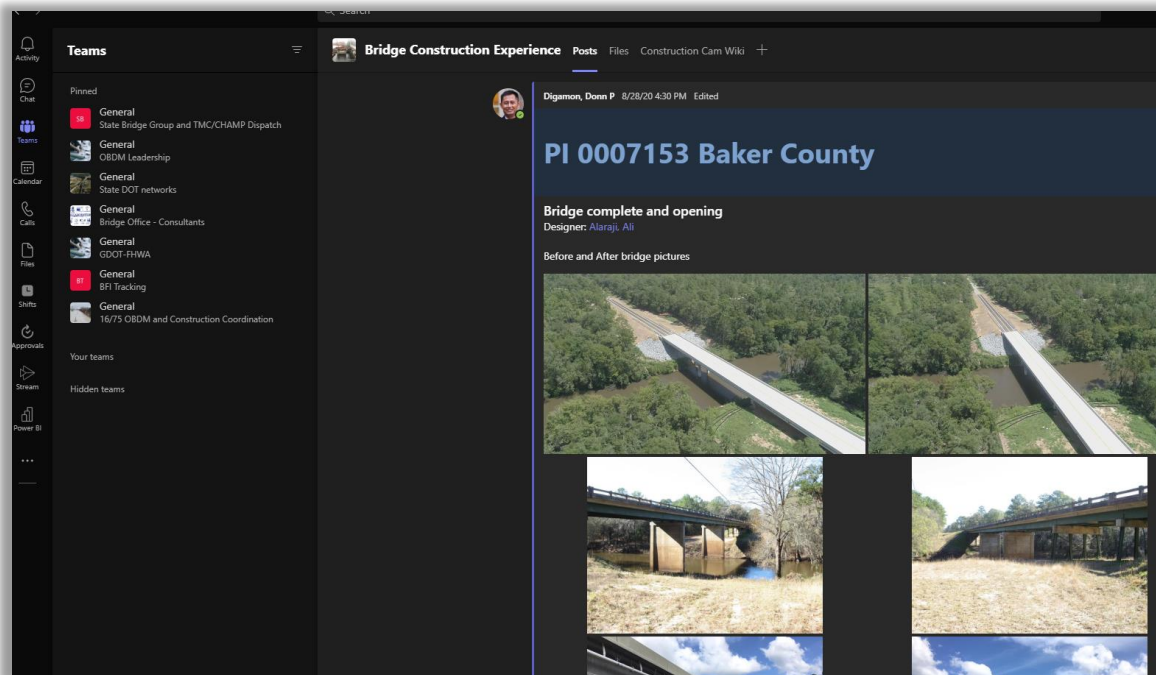 Search
Activity
Chat
Teams
Calendar
Calls
Files
Shifts
Approvals
Stream
Power BI
Teams
Pinned
SB
General
State Bridge Group and TMC/CHAMP Dispatch
General
OBDM Leadership
General
State DOT networks
General
Bridge Office - Consultants
General
GDOT-FHWA
BT
General
BFI Tracking
General
16/75 OBDM and Construction Coordination
Your teams
Hidden teams
Bridge Construction Experience Posts Files Construction Cam Wiki
Digamon, Donn P 8/28/20 4:30 PM Edited
PI 0007153 Baker County
Bridge complete and opening
Designer: Alaraji, Ali
Before and After bridge pictures